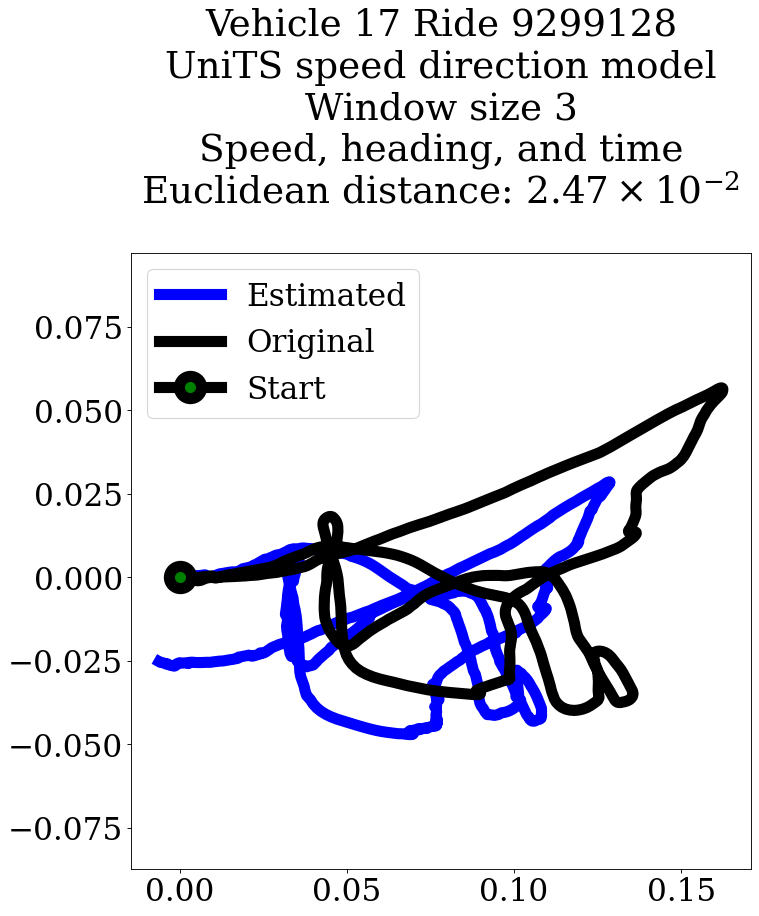 Vehicle 17 Ride 9299128
UniTS speed direction model
Window size 3
Speed, heading, and time
Euclidean distance: 2.47 × 10⁻²
Estimated
Original
Start
0.075
0.050
0.025
0.000
−0.025
−0.050
−0.075
0.00 0.05 0.10 0.15